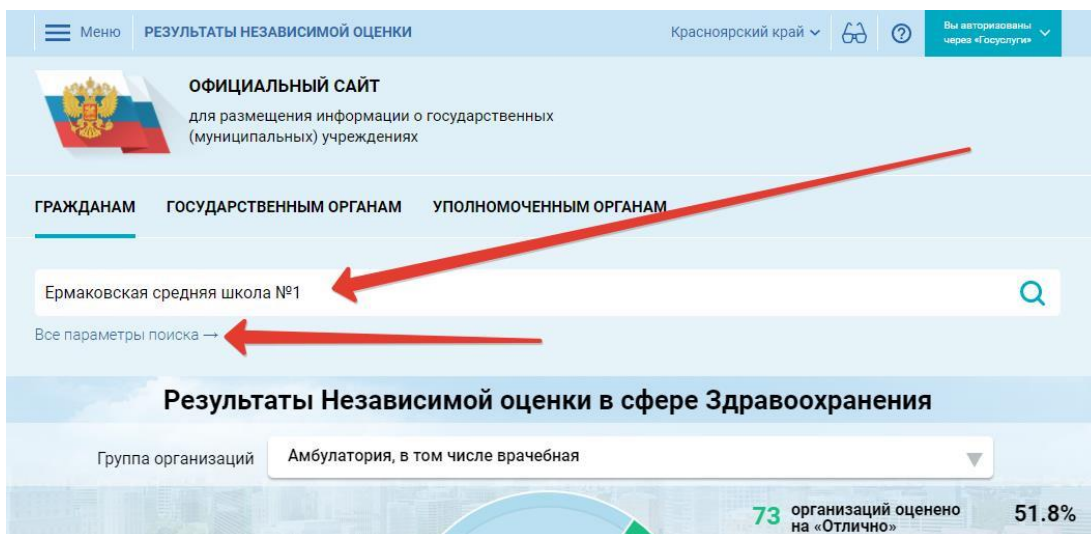 Меню РЕЗУЛЬТАТЫ НЕЗАВИСИМОЙ ОЦЕНКИ Красноярский край Вы авторизованы
через «Госуслуги»
ОФИЦИАЛЬНЫЙ САЙТ
для размещения информации о государственных
(муниципальных) учреждениях
ГРАЖДАНАМ ГОСУДАРСТВЕННЫМ ОРГАНАМ УПОЛНОМОЧЕННЫМ ОРГАНАМ
Ермаковская средняя школа №1
Все параметры поиска →
Результаты Независимой оценки в сфере Здравоохранения
Группа организаций Амбулатория, в том числе врачебная
73 организаций оценено 51.8%
на «Отлично»